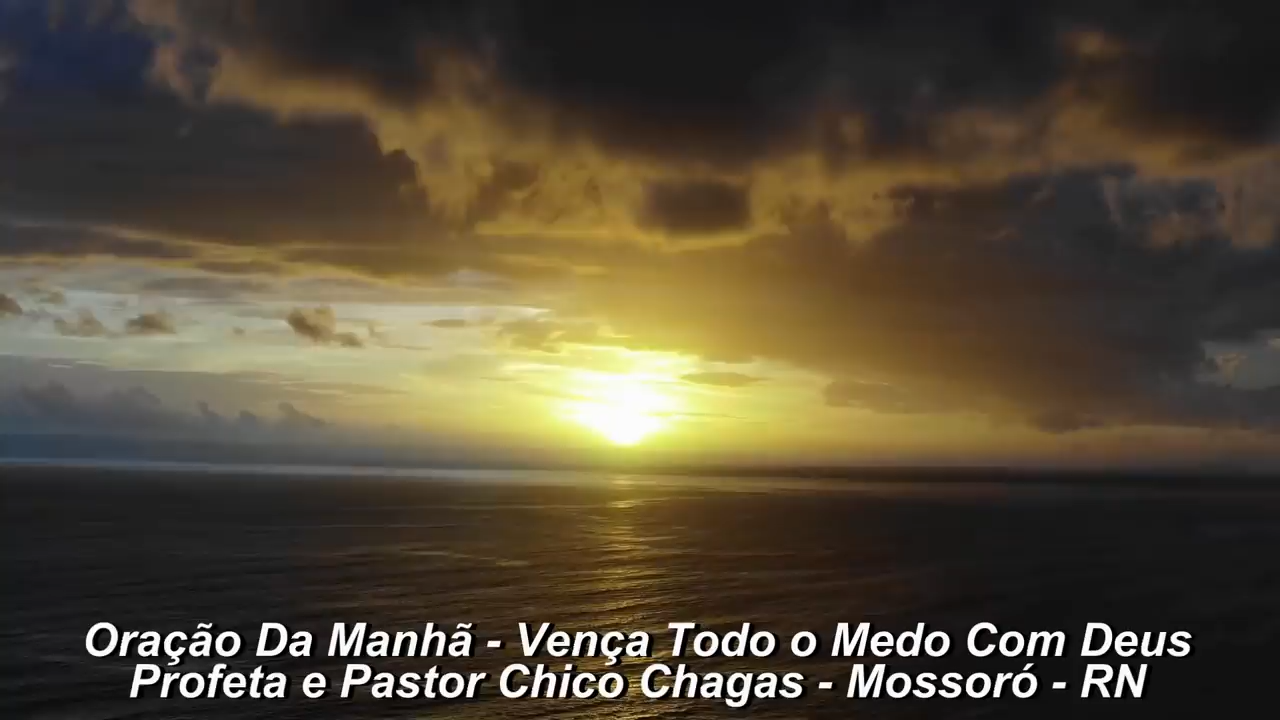 Oração Da Manhã - Vença Todo o Medo Com Deus
Profeta e Pastor Chico Chagas - Mossoró - RN